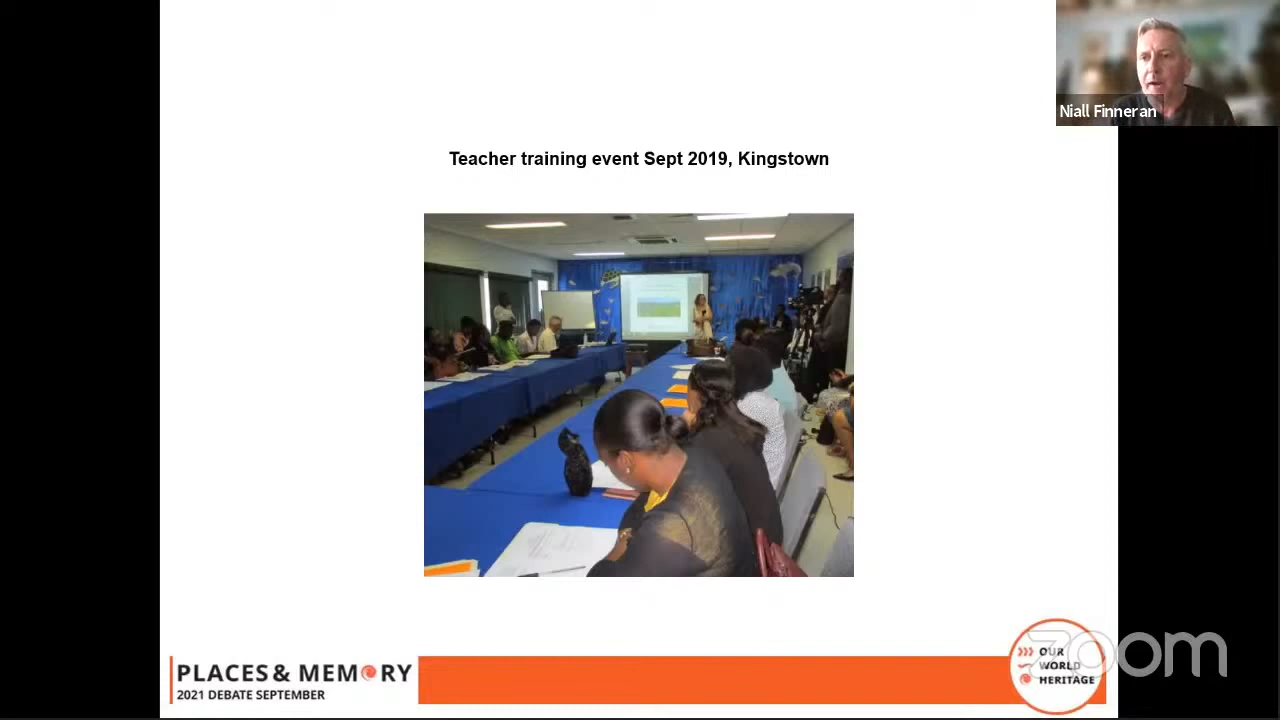 Niall Finneran
Teacher training event Sept 2019, Kingstown
PLACES & MEMORY
2021 DEBATE SEPTEMBER
OUR
WORLD
HERITAGE
zoom